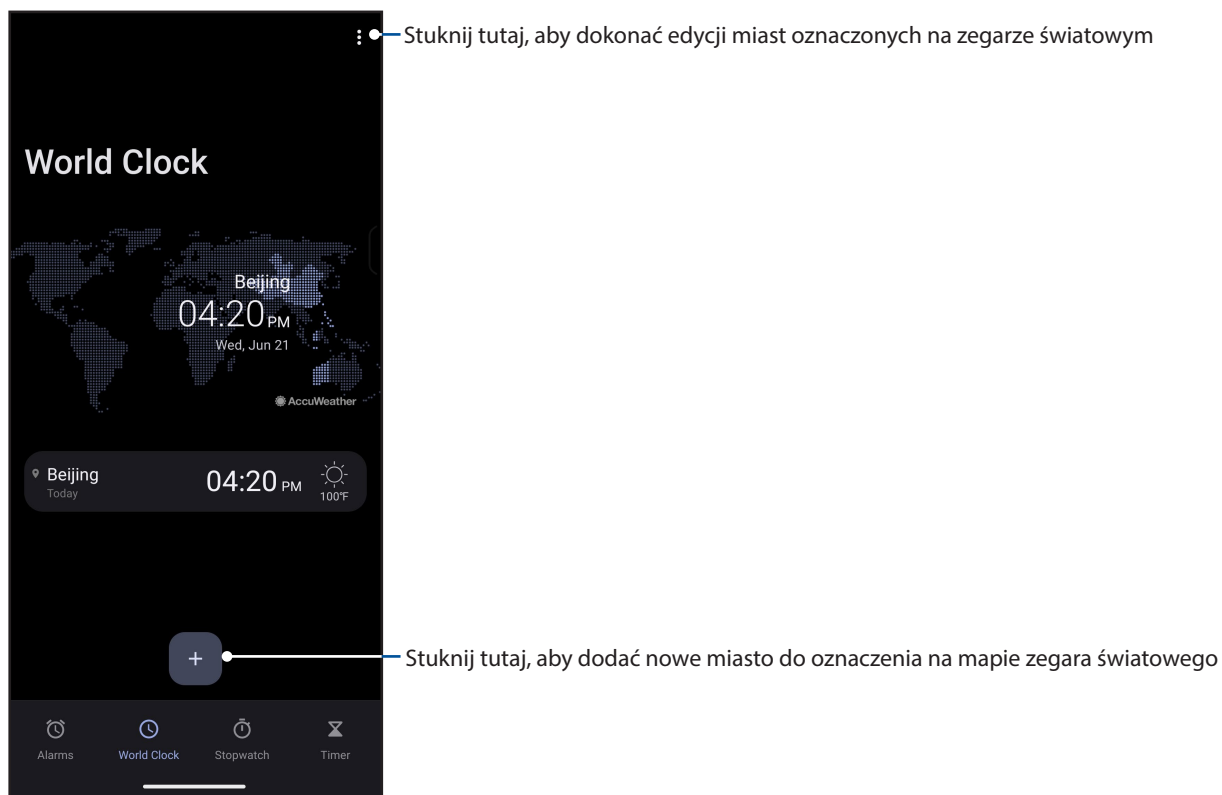 Stuknij tutaj, aby dokonać edycji miast oznaczonych na zegarze światowym
World Clock
Beijing
04:20 PM
Wed, Jun 21
AccuWeather
Beijing
Today
04:20 PM
100°F
+
Stuknij tutaj, aby dodać nowe miasto do oznaczenia na mapie zegara światowego
Alarms World Clock Stopwatch Timer